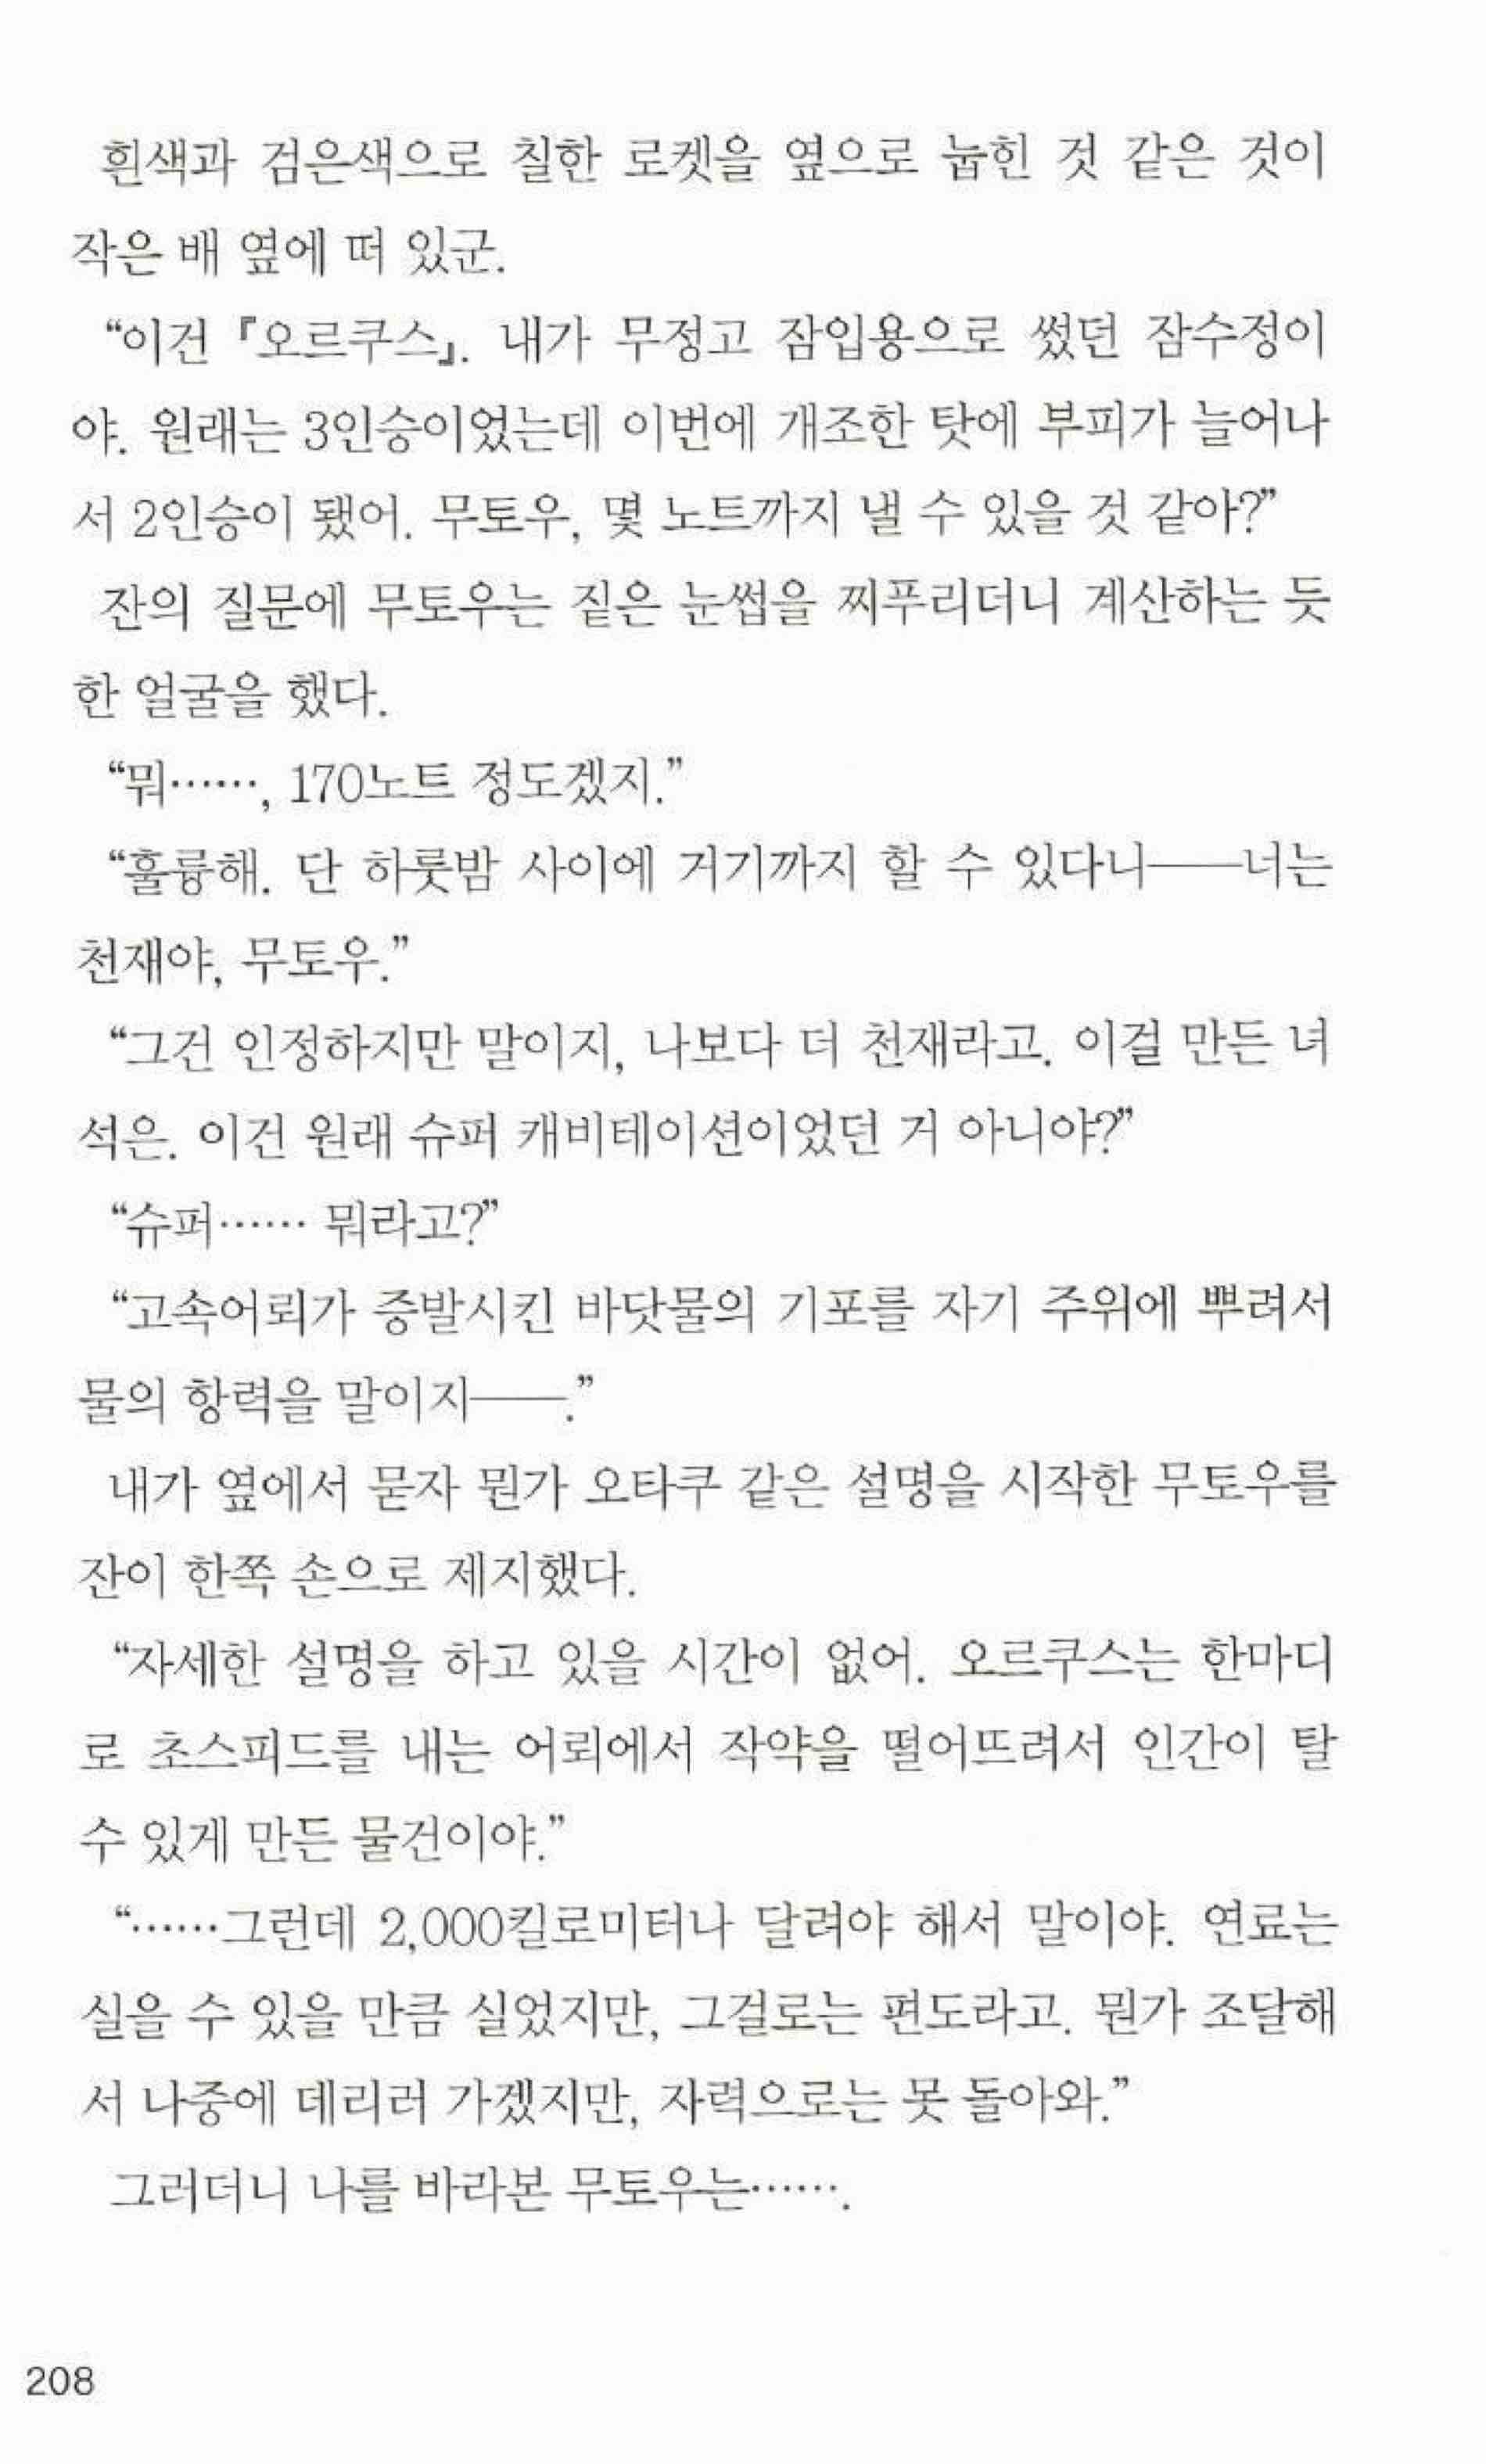 흰색과 검은색으로 칠한 로켓을 옆으로 눕힌 것 같은 것이
작은 배 옆에 떠 있군.
“이건 『오르쿠스』. 내가 무정고 잠입용으로 썼던 잠수정이
야. 원래는 3인승이었는데 이번에 개조한 탓에 부피가 늘어나
서 2인승이 됐어. 무토우, 몇 노트까지 낼 수 있을 것 같아?”
잔의 질문에 무토우는 짙은 눈썹을 찌푸리더니 계산하는 듯
한 얼굴을 했다.
“뭐……, 170노트 정도겠지.”
“훌륭해. 단 하룻밤 사이에 거기까지 할 수 있다니――너는
천재야, 무토우.”
“그건 인정하지만 말이지, 나보다 더 천재라고. 이걸 만든 녀
석은. 이건 원래 슈퍼 캐비테이션이었던 거 아니야?”
“슈퍼…… 뭐라고?”
“고속어뢰가 증발시킨 바닷물의 기포를 자기 주위에 뿌려서
물의 항력을 말이지――.”
내가 옆에서 묻자 뭔가 오타쿠 같은 설명을 시작한 무토우를
잔이 한쪽 손으로 제지했다.
“자세한 설명을 하고 있을 시간이 없어. 오르쿠스는 한마디
로 초스피드를 내는 어뢰에서 작약을 떨어뜨려서 인간이 탈
수 있게 만든 물건이야.”
“……그런데 2,000킬로미터나 달려야 해서 말이야. 연료는
실을 수 있을 만큼 실었지만, 그걸로는 편도라고. 뭔가 조달해
서 나중에 데리러 가겠지만, 자력으로는 못 돌아와.”
그러더니 나를 바라본 무토우는…….
208